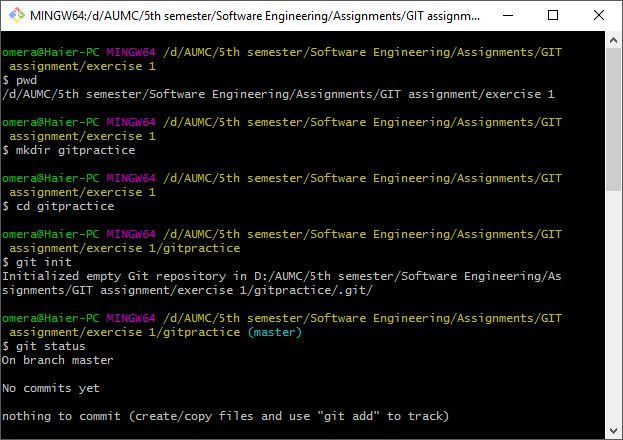 MINGW64:/d/AUMC/5th semester/Software Engineering/Assignments/GIT assignm...
omera@Haier-PC MINGW64 /d/AUMC/5th semester/Software Engineering/Assignments/GIT
assignment/exercise 1
$ pwd
/d/AUMC/5th semester/Software Engineering/Assignments/GIT assignment/exercise 1
omera@Haier-PC MINGW64 /d/AUMC/5th semester/Software Engineering/Assignments/GIT
assignment/exercise 1
$ mkdir gitpractice
omera@Haier-PC MINGW64 /d/AUMC/5th semester/Software Engineering/Assignments/GIT
assignment/exercise 1
$ cd gitpractice
omera@Haier-PC MINGW64 /d/AUMC/5th semester/Software Engineering/Assignments/GIT
assignment/exercise 1/gitpractice
$ git init
Initialized empty Git repository in D:/AUMC/5th semester/Software Engineering/As
signments/GIT assignment/exercise 1/gitpractice/.git/
omera@Haier-PC MINGW64 /d/AUMC/5th semester/Software Engineering/Assignments/GIT
assignment/exercise 1/gitpractice (master)
$ git status
On branch master
No commits yet
nothing to commit (create/copy files and use "git add" to track)